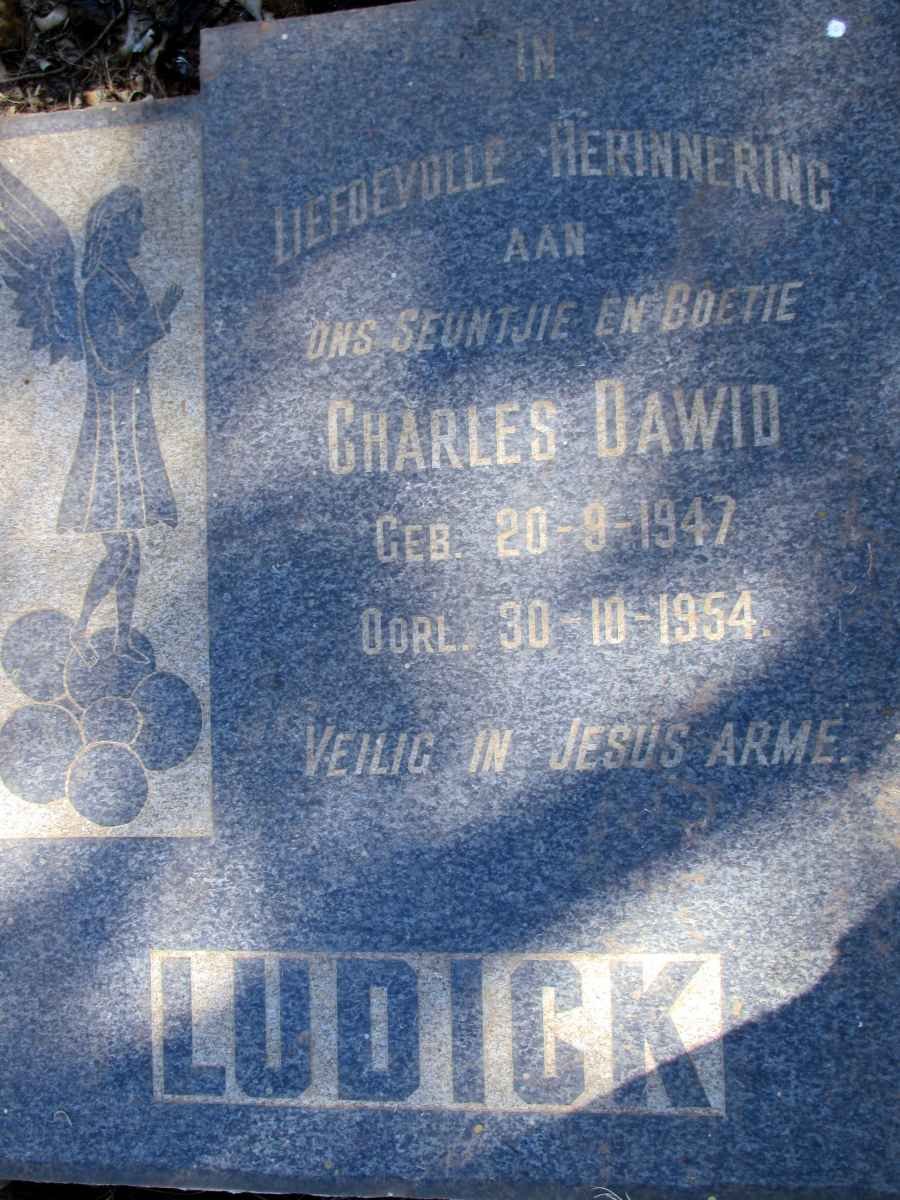 IN
LIEFDEVOLLE HERINNERING
AAN
ONS SEUNTJIE EN BOETIE
CHARLES DAWID
GEB. 20-9-1947
OORL. 30-10-1954.
VEILIG IN JESUS ARME.
LUDICK